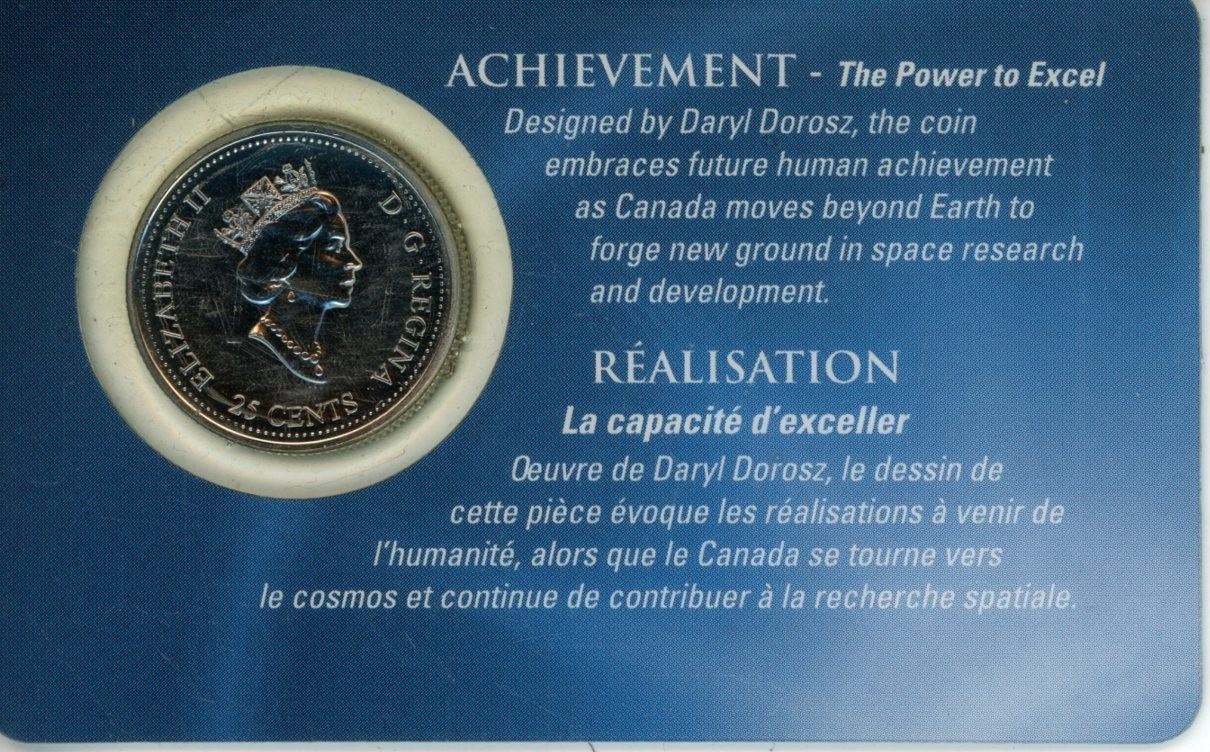 ACHIEVEMENT - The Power to Excel
Designed by Daryl Dorosz, the coin
embraces future human achievement
as Canada moves beyond Earth to
forge new ground in space research
and development.
RÉALISATION
La capacité d'exceller
Œuvre de Daryl Dorosz, le dessin de
cette pièce évoque les réalisations à venir de
l'humanité, alors que le Canada se tourne vers
le cosmos et continue de contribuer à la recherche spatiale.
ELIZABETH II
D·G·REGINA
25 CENTS